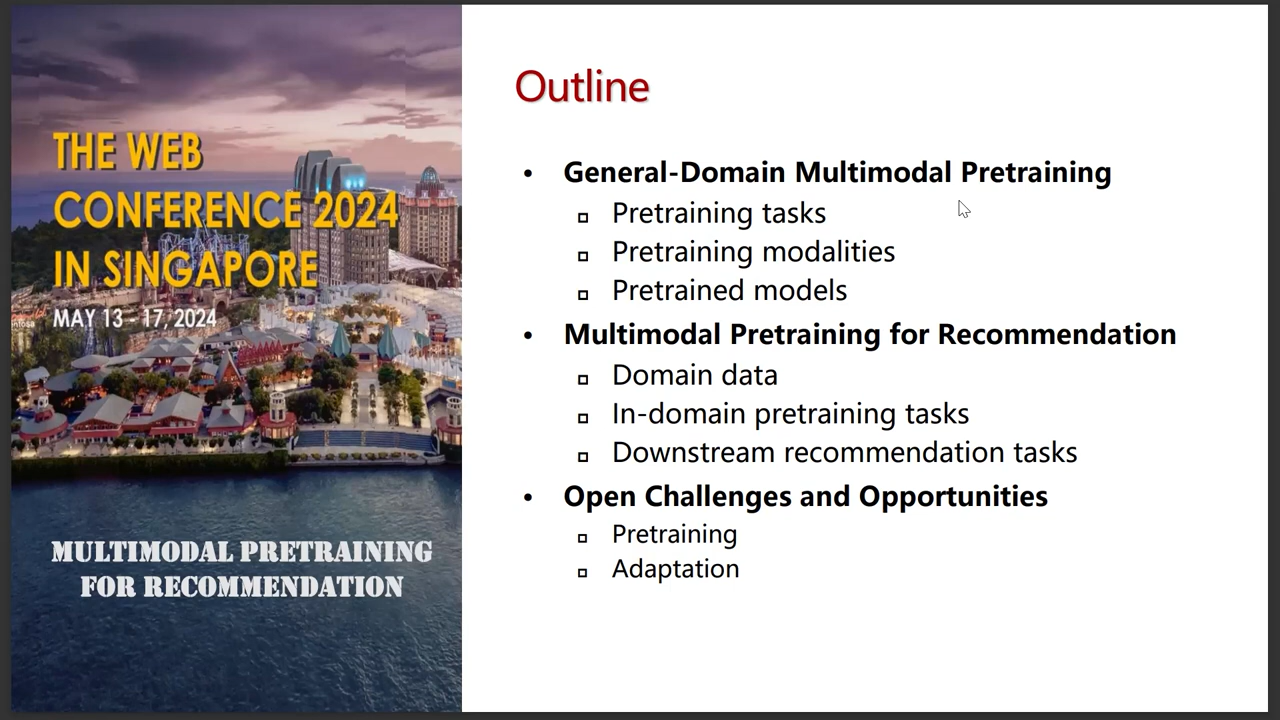 THE WEB
CONFERENCE 2024
IN SINGAPORE
MAY 13 - 17, 2024
MULTIMODAL PRETRAINING
FOR RECOMMENDATION
Outline
• General-Domain Multimodal Pretraining
Pretraining tasks
Pretraining modalities
Pretrained models
• Multimodal Pretraining for Recommendation
Domain data
In-domain pretraining tasks
Downstream recommendation tasks
• Open Challenges and Opportunities
Pretraining
Adaptation